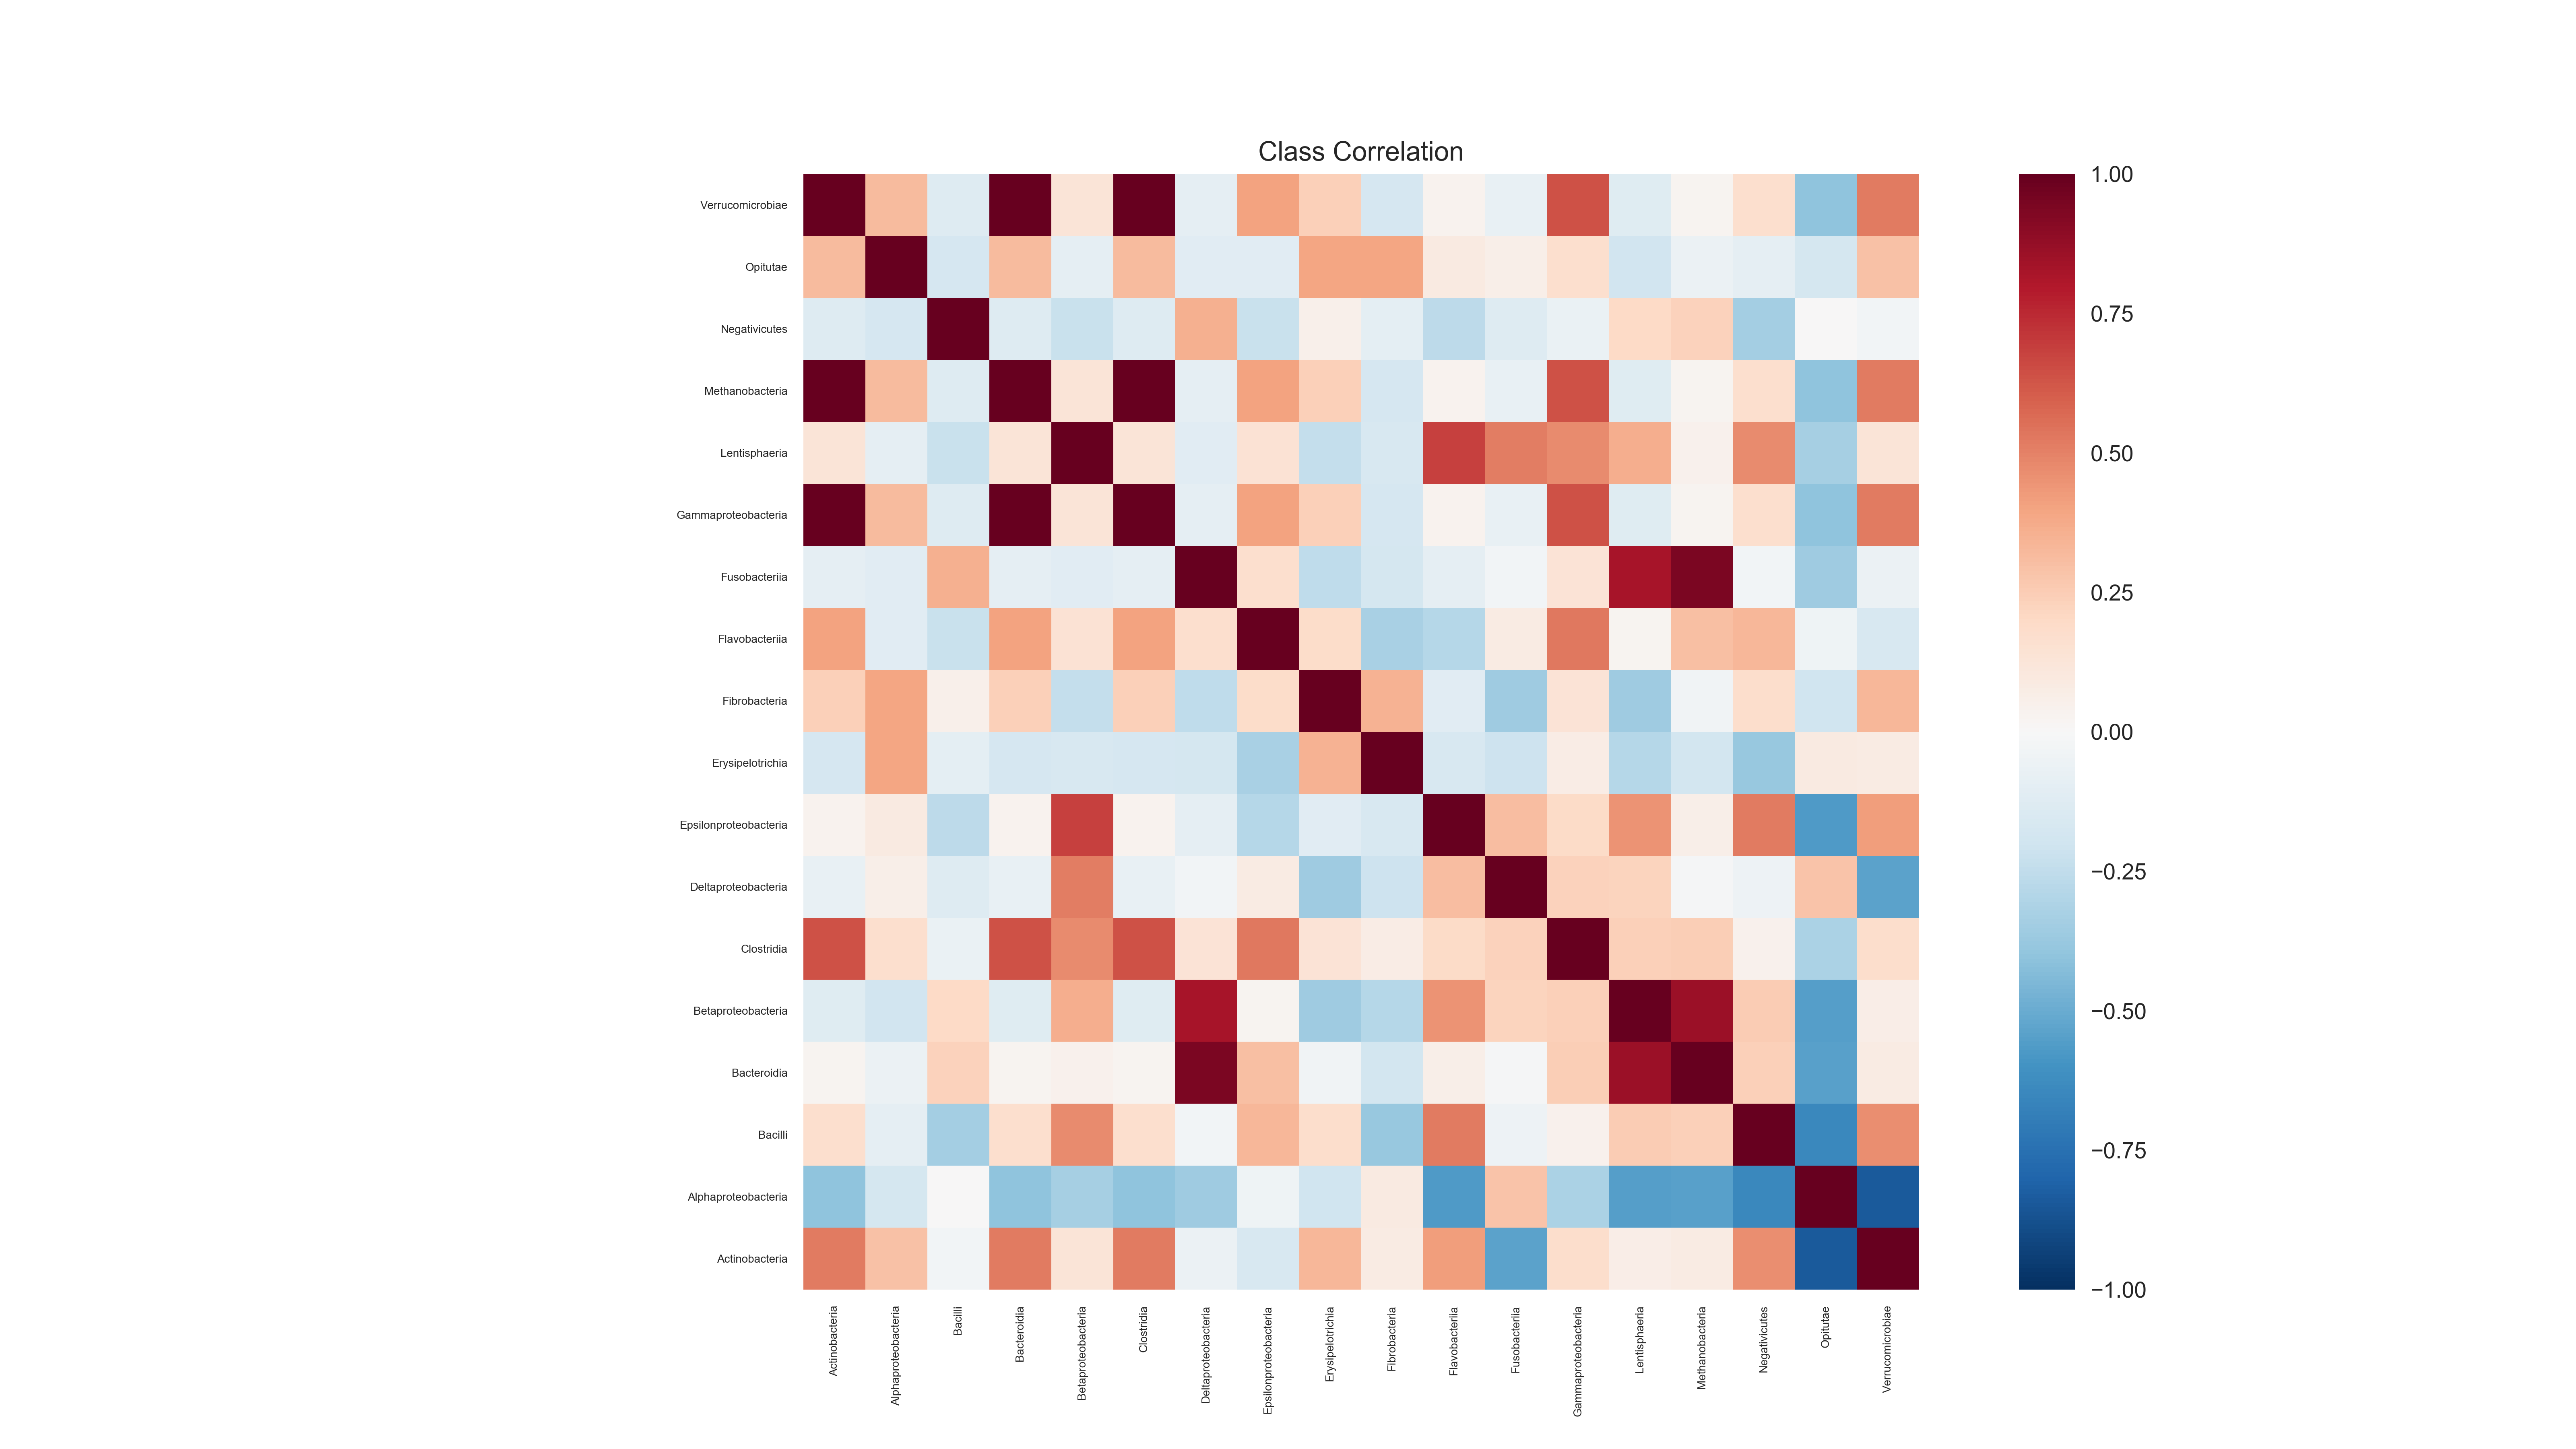 Class Correlation
Verrucomicrobiae
Opitutae
Negativicutes
Methanobacteria
Lentisphaeria
Gammaproteobacteria
Fusobacteriia
Flavobacteriia
Fibrobacteria
Erysipelotrichia
Epsilonproteobacteria
Deltaproteobacteria
Clostridia
Betaproteobacteria
Bacteroidia
Bacilli
Alphaproteobacteria
Actinobacteria
Actinobacteria
Alphaproteobacteria
Bacilli
Bacteroidia
Betaproteobacteria
Clostridia
Deltaproteobacteria
Epsilonproteobacteria
Erysipelotrichia
Fibrobacteria
Flavobacteriia
Fusobacteriia
Gammaproteobacteria
Lentisphaeria
Methanobacteria
Negativicutes
Opitutae
Verrucomicrobiae
1.00
0.75
0.50
0.25
0.00
−0.25
−0.50
−0.75
−1.00